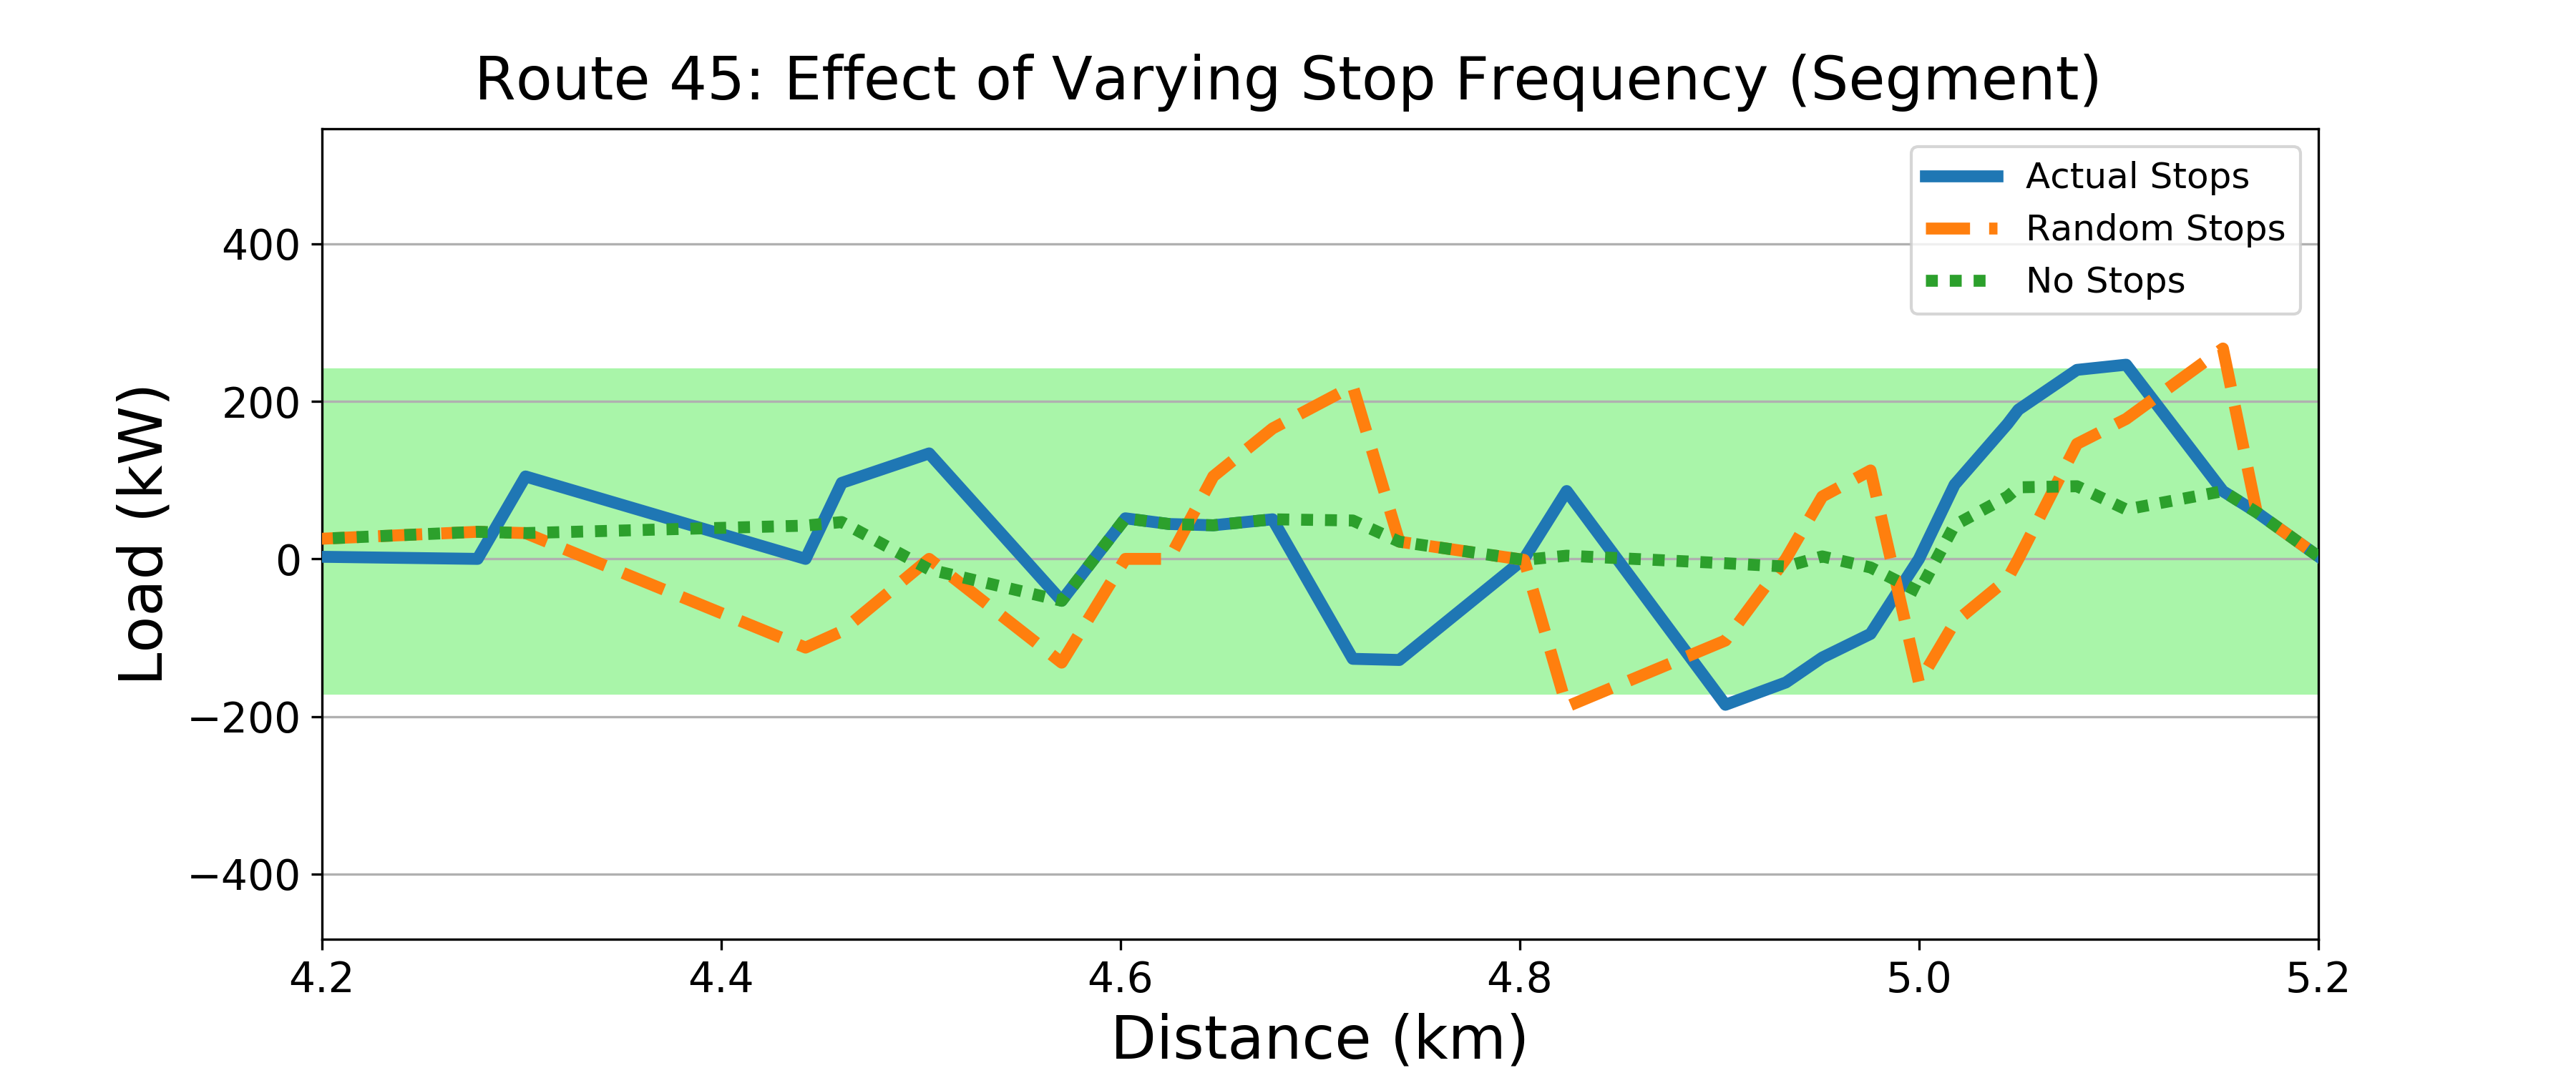 Route 45: Effect of Varying Stop Frequency (Segment)
Actual Stops
Random Stops
No Stops
Load (kW)
400
200
0
−200
−400
4.2 4.4 4.6 4.8 5.0 5.2
Distance (km)